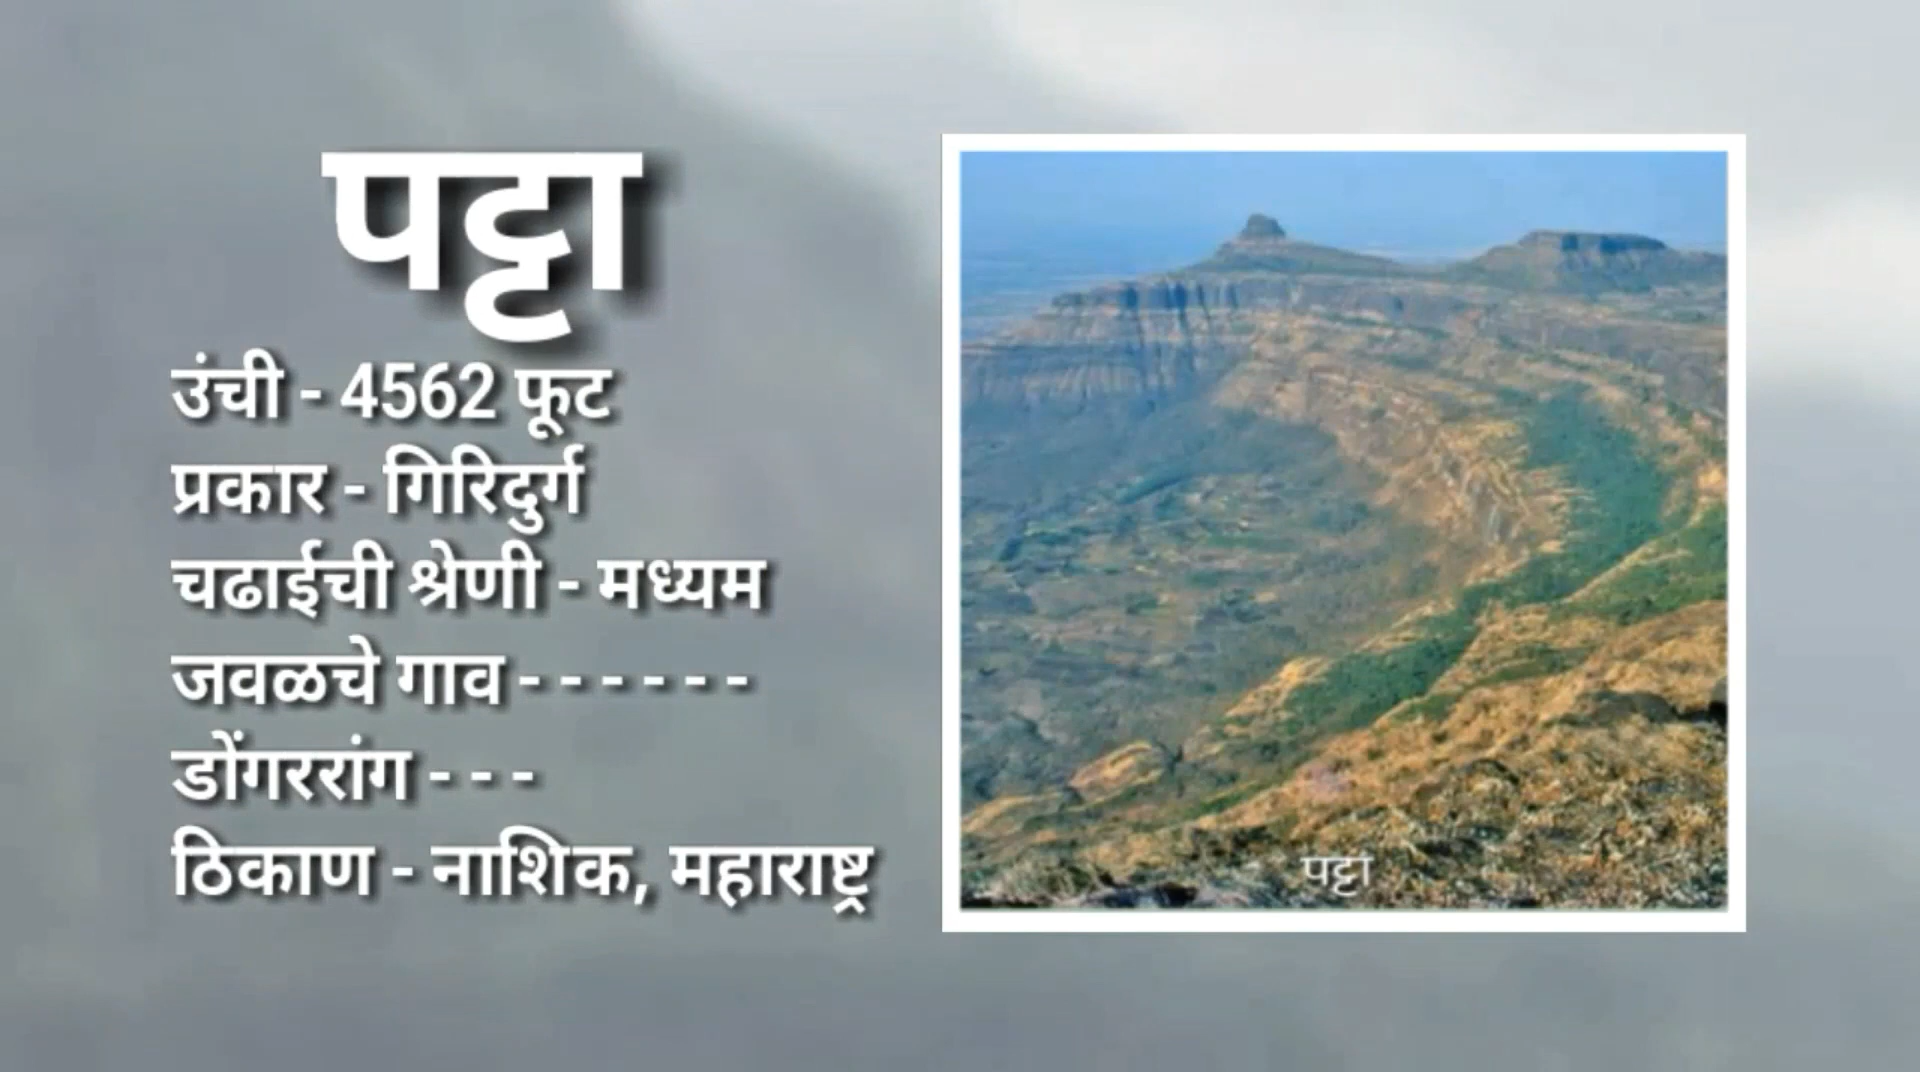 पट्टा
उंची - 4562 फूट
प्रकार - गिरिदुर्ग
चढाईची श्रेणी - मध्यम
जवळचे गाव - - - - - -
डोंगररांग - - -
ठिकाण - नाशिक, महाराष्ट्र
पट्टा